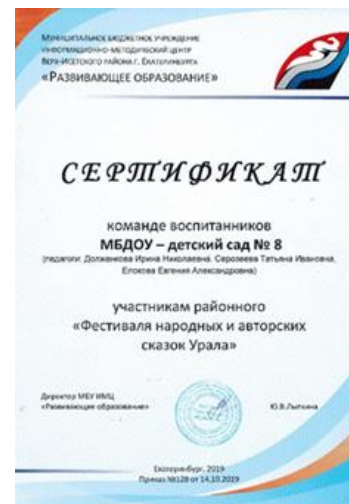 Муниципальное бюджетное учреждение
информационно-методический центр
Верх-Исетского района г. Екатеринбурга
«Развивающее образование»
СЕРТИФИКАТ
команде воспитанников
МБДОУ – детский сад № 8
(педагоги: Долженкова Ирина Николаевна, Серозеева Татьяна Ивановна,
Елокова Евгения Александровна)
участникам районного
«Фестиваля народных и авторских
сказок Урала»
Директор МБУ ИМЦ
«Развивающее образование»
Ю.В.Лыткина
Екатеринбург, 2019
Приказ №128 от 14.10.2019